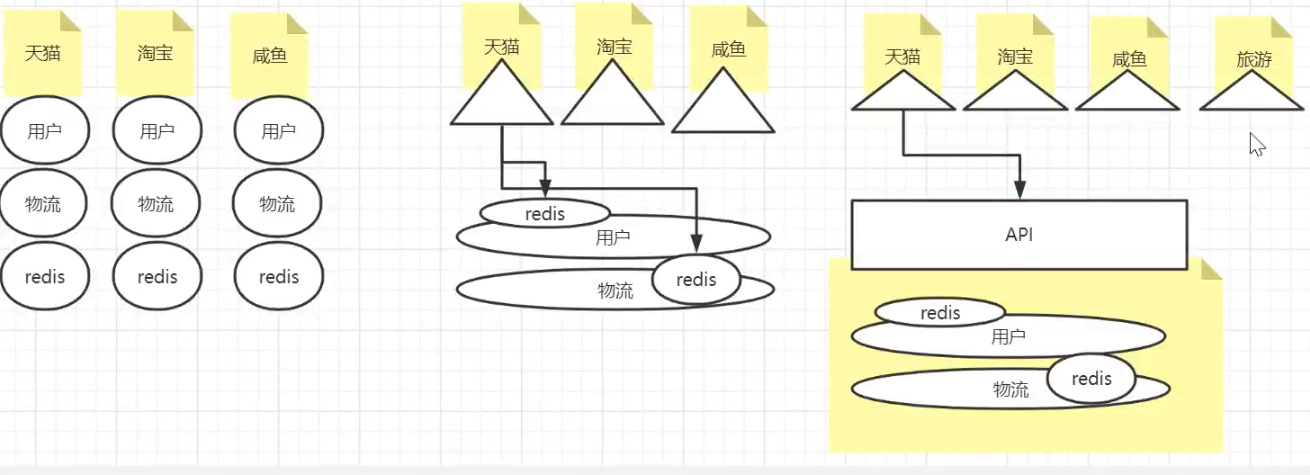 天猫
淘宝
咸鱼
用户
用户
用户
物流
物流
物流
redis
redis
redis
天猫
淘宝
咸鱼
redis
用户
redis
物流
天猫
淘宝
咸鱼
旅游
API
redis
用户
redis
物流